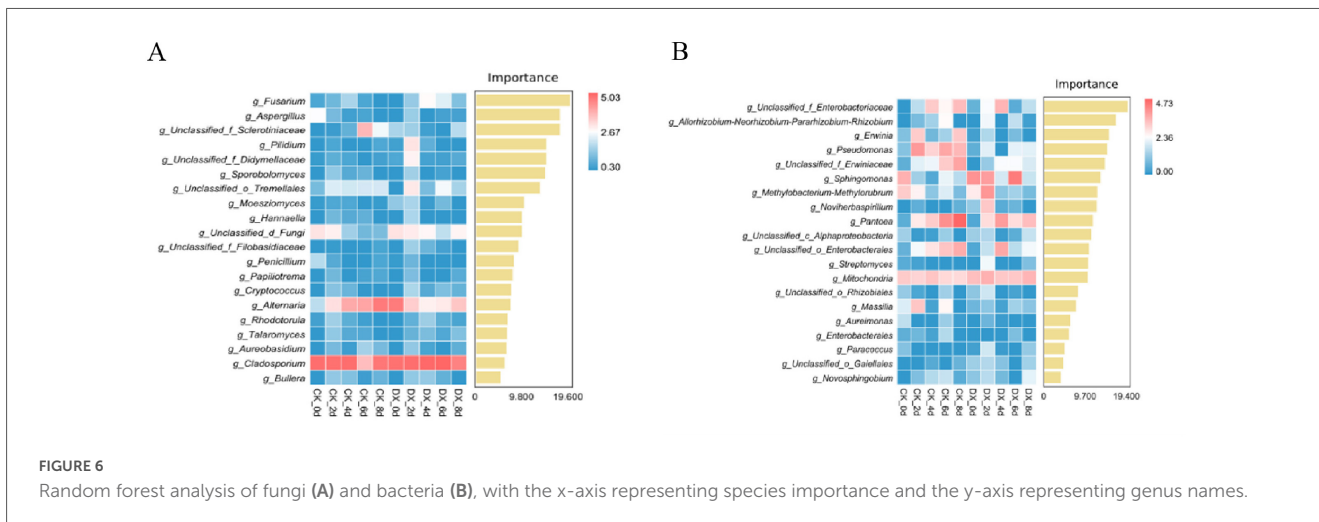 A
Importance
g_Fusarium
g_Aspergillus
g_Unclassified_f_Sclerotiniaceae
g_Pilidium
g_Unclassified_f_Didymellaceae
g_Sporobolomyces
g_Unclassified_o_Tremellales
g_Moesziomyces
g_Hannaella
g_Unclassified_d_Fungi
g_Unclassified_f_Filobasidiaceae
g_Penicillium
g_Papiliotrema
g_Cryptococcus
g_Alternaria
g_Rhodotorula
g_Talaromyces
g_Aureobasidium
g_Cladosporium
g_Bullera
CK_0d
CK_2d
CK_4d
CK_6d
CK_8d
DX_0d
DX_2d
DX_4d
DX_6d
DX_8d
0
9.800
19.600
5.03
2.67
0.30
B
Importance
g_Unclassified_f_Enterobacteriaceae
g_Allorhizobium-Neorhizobium-Pararhizobium-Rhizobium
g_Erwinia
g_Pseudomonas
g_Unclassified_f_Erwiniaceae
g_Sphingomonas
g_Methylobacterium-Methylorubrum
g_Noviherbaspirillum
g_Pantoea
g_Unclassified_c_Alphaproteobacteria
g_Unclassified_o_Enterobacterales
g_Streptomyces
g_Mitochondria
g_Unclassified_o_Rhizobiales
g_Massilia
g_Aureimonas
g_Enterobacterales
g_Paracoccus
g_Unclassified_o_Gaiellales
g_Novosphingobium
CK_0d
CK_2d
CK_4d
CK_6d
CK_8d
DX_0d
DX_2d
DX_4d
DX_6d
DX_8d
0
9.700
19.400
4.73
2.36
0.00
FIGURE 6
Random forest analysis of fungi (A) and bacteria (B), with the x-axis representing species importance and the y-axis representing genus names.